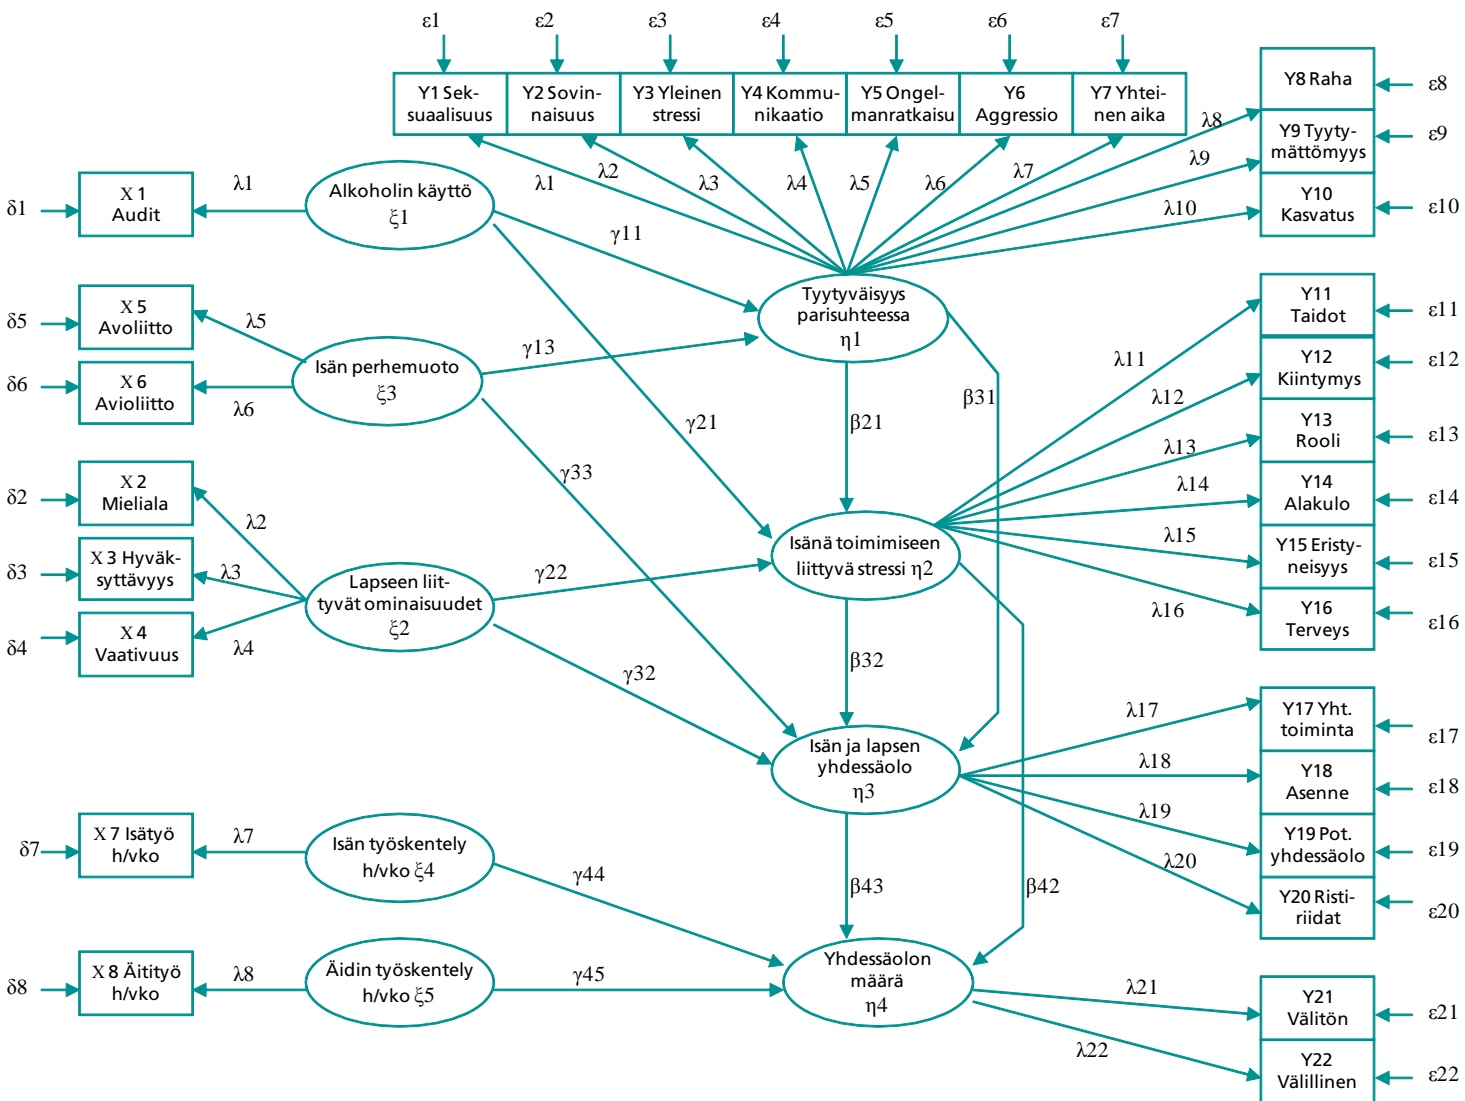 ε1 ε2 ε3 ε4 ε5 ε6 ε7
Y1 Sek-
suaalisuus
Y2 Sovin-
naisuus
Y3 Yleinen
stressi
Y4 Kommu-
nikaatio
Y5 Ongel-
manratkaisu
Y6
Aggressio
Y7 Yhtei-
nen aika
Y8 Raha
ε8
Y9 Tyyty-
mättömyys
ε9
Y10
Kasvatus
ε10
λ1 λ2 λ3 λ4 λ5 λ6 λ7 λ8 λ9 λ10
δ1
X 1
Audit
λ1
Alkoholin käyttö
ξ1
γ11
γ21
Tyytyväisyys
parisuhteessa
η1
δ5
X 5
Avoliitto
λ5
δ6
X 6
Avioliitto
λ6
Isän perhemuoto
ξ3
γ13
γ33
β21
β31
Y11
Taidot
ε11
Y12
Kiintymys
ε12
Y13
Rooli
ε13
Y14
Alakulo
ε14
Y15 Eristy-
neisyys
ε15
Y16
Terveys
ε16
λ11
λ12
λ13
λ14
λ15
λ16
δ2
X 2
Mieliala
λ2
δ3
X 3 Hyväk-
syttävyys
λ3
δ4
X 4
Vaativuus
λ4
Lapseen liit-
tyvät ominaisuudet
ξ2
γ22
γ32
Isänä toimimiseen
liittyvä stressi η2
β32
β42
Isän ja lapsen
yhdessäolo
η3
λ17
λ18
λ19
λ20
Y17 Yht.
toiminta
ε17
Y18
Asenne
ε18
Y19 Pot.
yhdessäolo
ε19
Y20 Risti-
riidat
ε20
δ7
X 7 Isätyö
h/vko
λ7
Isän työskentely
h/vko ξ4
γ44
β43
δ8
X 8 Äitityö
h/vko
λ8
Äidin työskentely
h/vko ξ5
γ45
Yhdessäolon
määrä
η4
λ21
λ22
Y21
Välitön
ε21
Y22
Välillinen
ε22